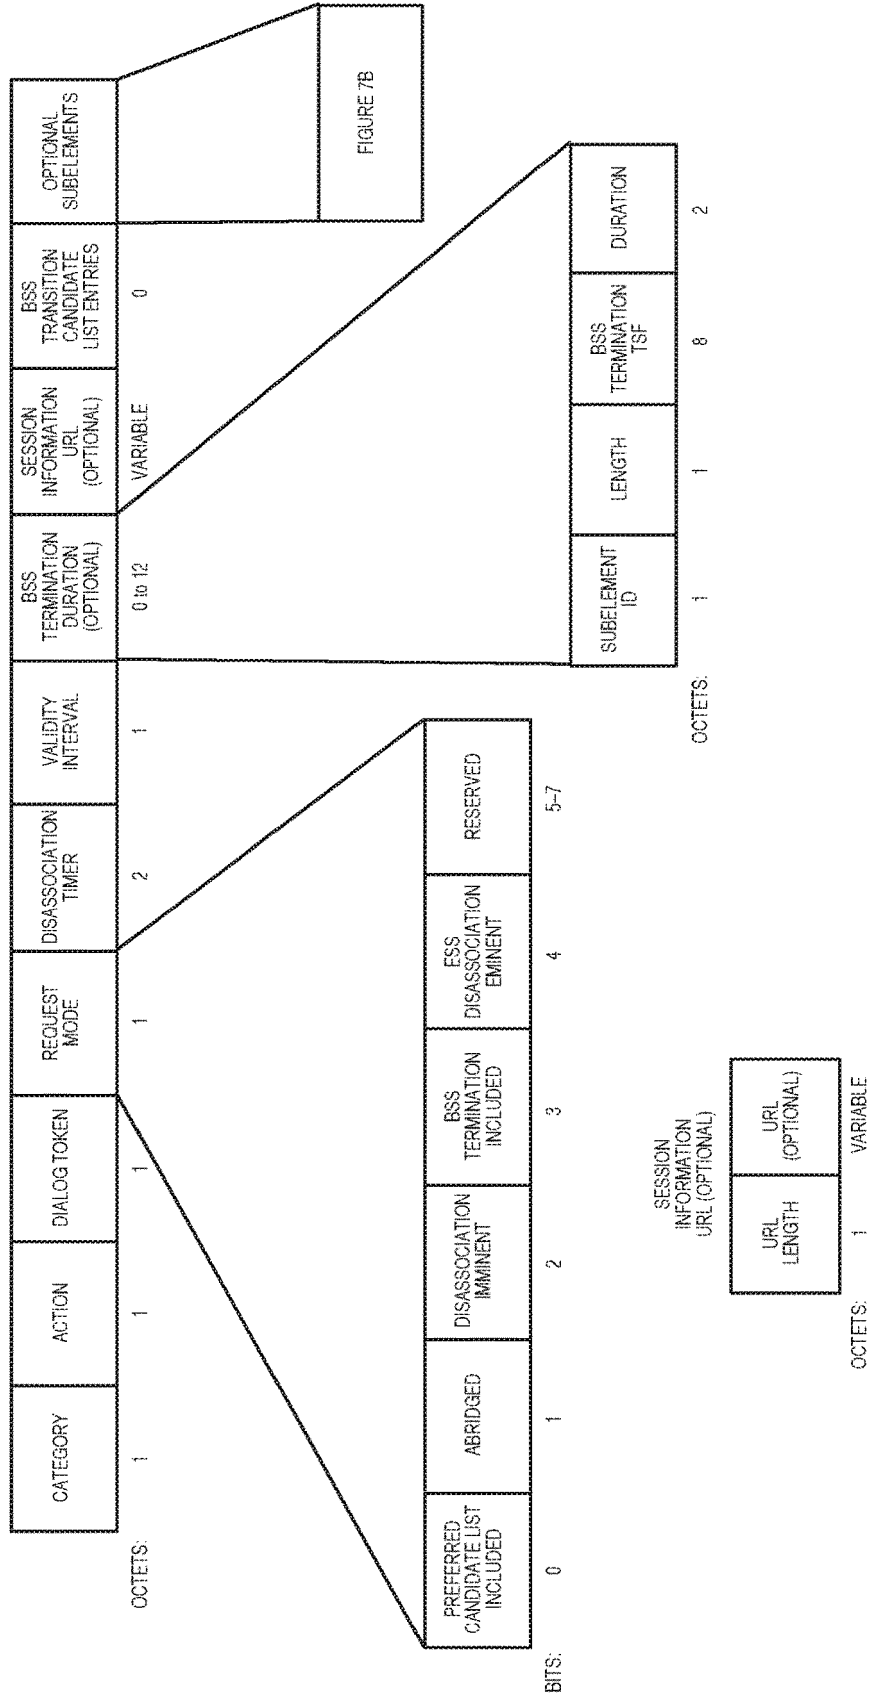 CATEGORY
ACTION
DIALOG TOKEN
REQUEST
MODE
DISASSOCIATION
TIMER
VALIDITY
INTERVAL
BSS
TERMINATION
DURATION
(OPTIONAL)
SESSION
INFORMATION
URL
(OPTIONAL)
BSS
TRANSITION
CANDIDATE
LIST ENTRIES
OPTIONAL
SUBELEMENTS
OCTETS:
1
1
1
1
2
1
0 to 12
VARIABLE
0
FIGURE 7B
PREFERRED
CANDIDATE LIST
INCLUDED
ABRIDGED
DISASSOCIATION
IMMINENT
BSS
TERMINATION
INCLUDED
ESS
DISASSOCIATION
EMINENT
RESERVED
BITS:
0
1
2
3
4
5–7
SUBELEMENT
ID
LENGTH
BSS
TERMINATION
TSF
DURATION
OCTETS:
1
1
8
2
SESSION
INFORMATION
URL (OPTIONAL)
URL
LENGTH
URL
(OPTIONAL)
OCTETS:
1
VARIABLE